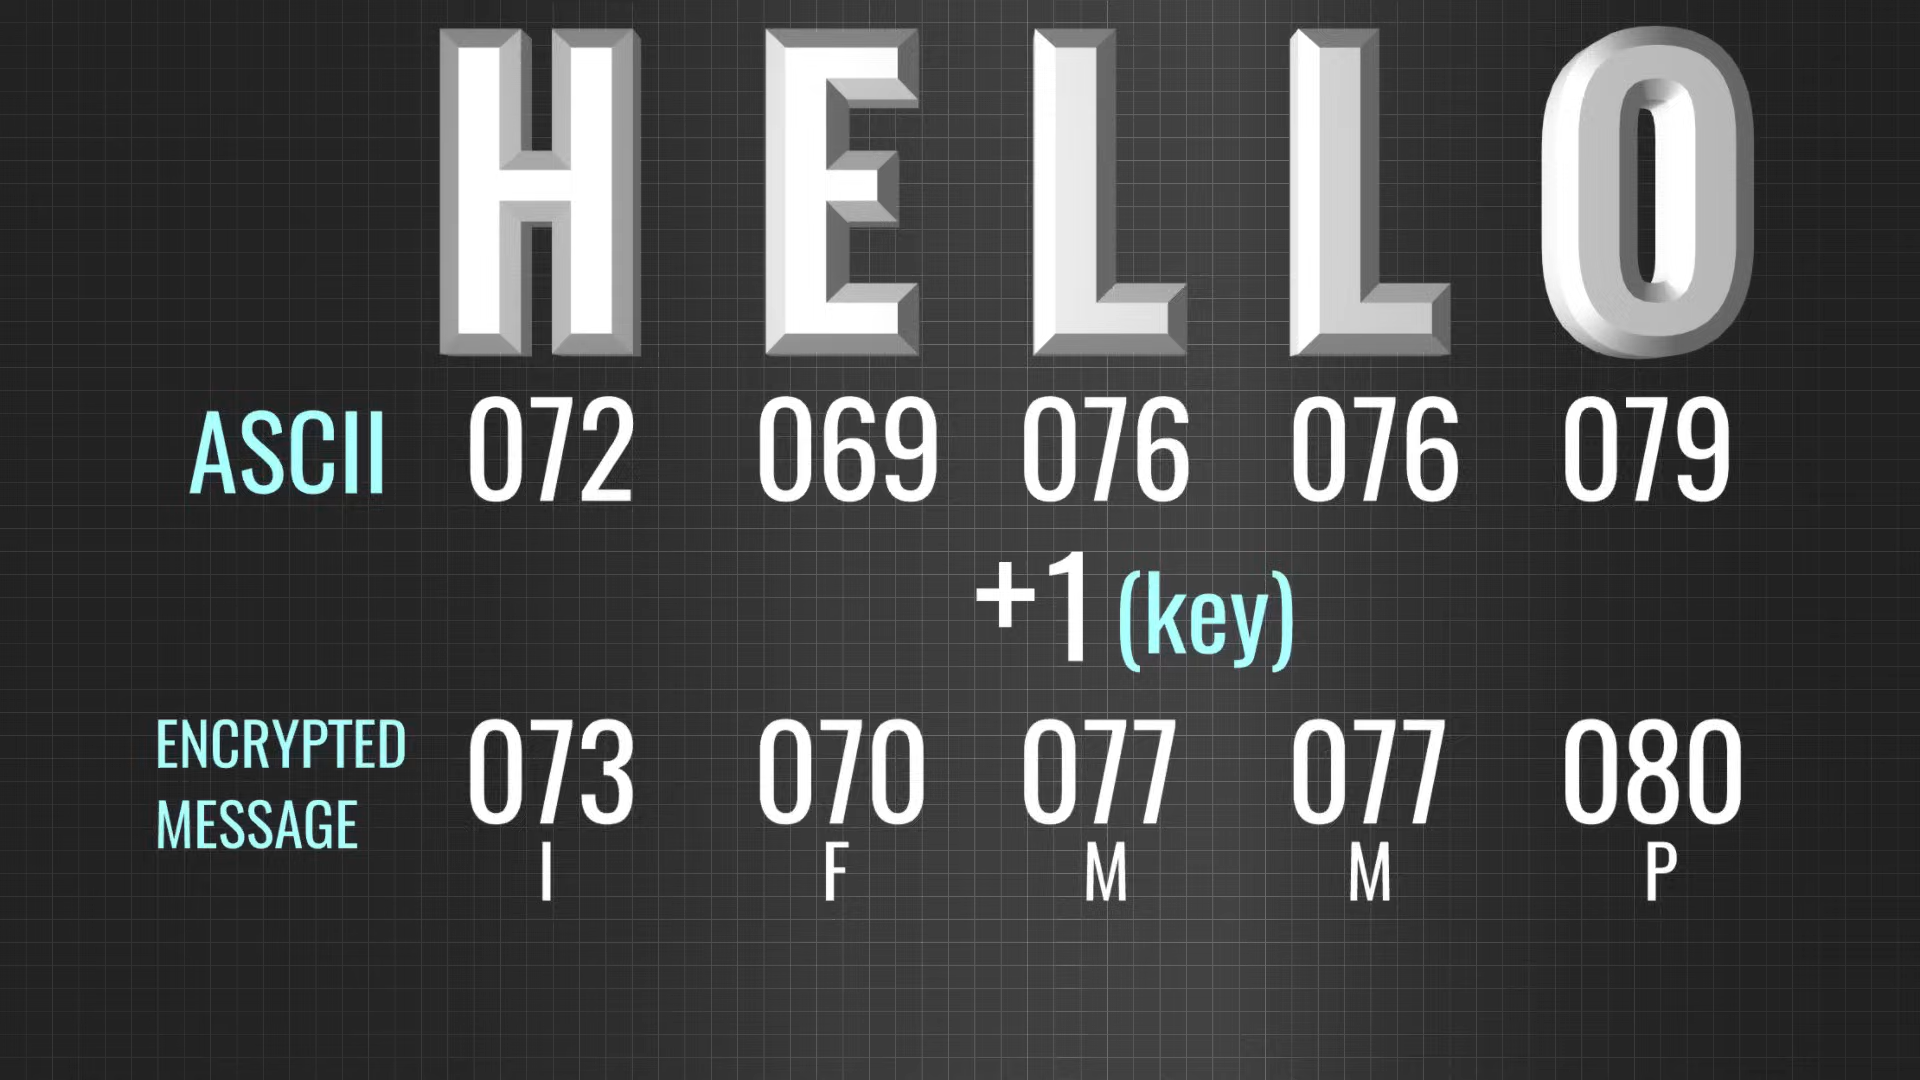 HELLO
ASCII 072 069 076 076 079
+1 (key)
ENCRYPTED MESSAGE 073 070 077 077 080
I F M M P